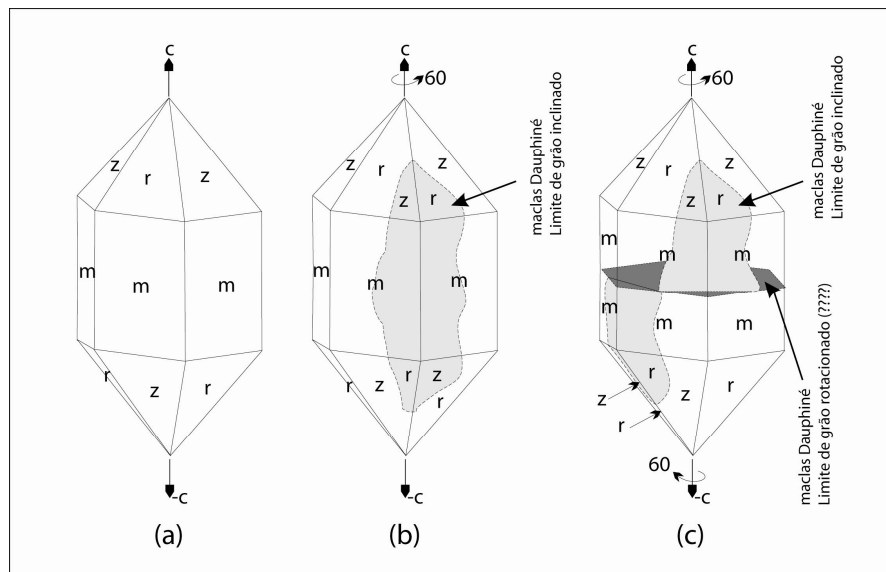 c
z
r
z
m
m
m
r
z
r
-c
(a)
c
60
maclas Dauphiné
Limite de grão inclinado
z
r
z
z
r
m
m
r
z
r
z
r
-c
(b)
c
60
maclas Dauphiné
Limite de grão inclinado
z
r
z
z
r
m
m
m
m
m
m
r
z
r
z
r
maclas Dauphiné
Limite de grão rotacionado (????)
60
-c
(c)